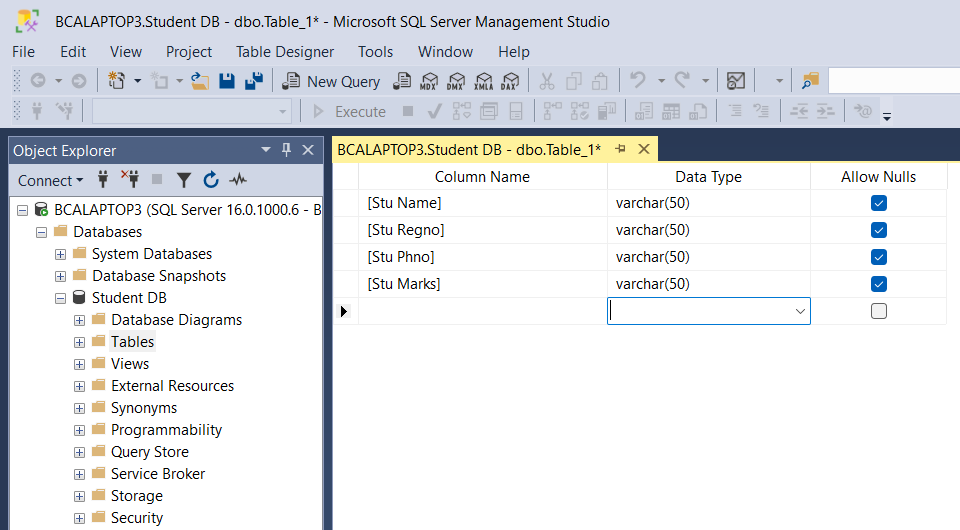 BCALAPTOP3.Student DB - dbo.Table_1* - Microsoft SQL Server Management Studio
File Edit View Project Table Designer Tools Window Help
New Query MDX DMX XMLA DAX
Execute
Object Explorer
Connect
BCALAPTOP3 (SQL Server 16.0.1000.6 - B
Databases
System Databases
Database Snapshots
Student DB
Database Diagrams
Tables
Views
External Resources
Synonyms
Programmability
Query Store
Service Broker
Storage
Security
BCALAPTOP3.Student DB - dbo.Table_1*
Column Name Data Type Allow Nulls
[Stu Name] varchar(50)
[Stu Regno] varchar(50)
[Stu Phno] varchar(50)
[Stu Marks] varchar(50)